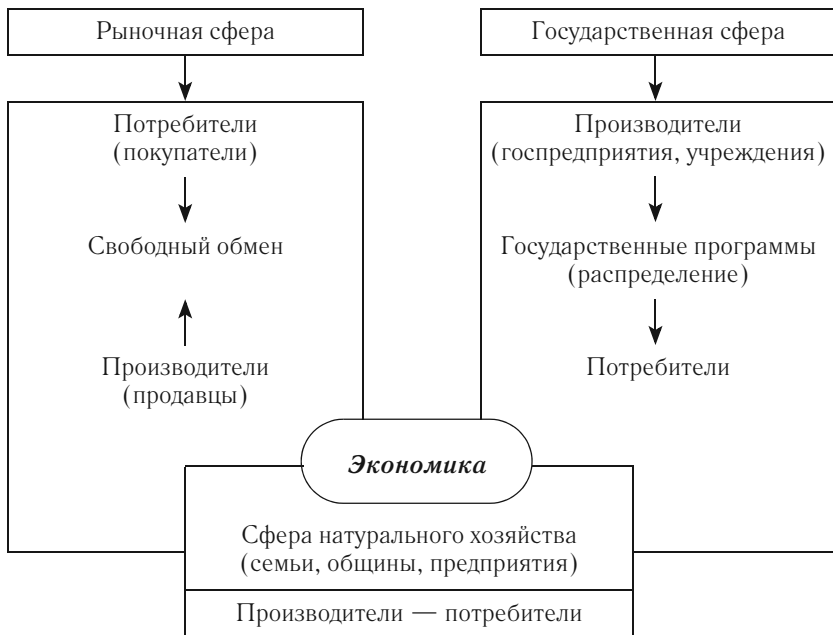 Рыночная сфера
Потребители
(покупатели)
Свободный обмен
Производители
(продавцы)
Государственная сфера
Производители
(госпредприятия, учреждения)
Государственные программы
(распределение)
Потребители
Экономика
Сфера натурального хозяйства
(семьи, общины, предприятия)
Производители — потребители